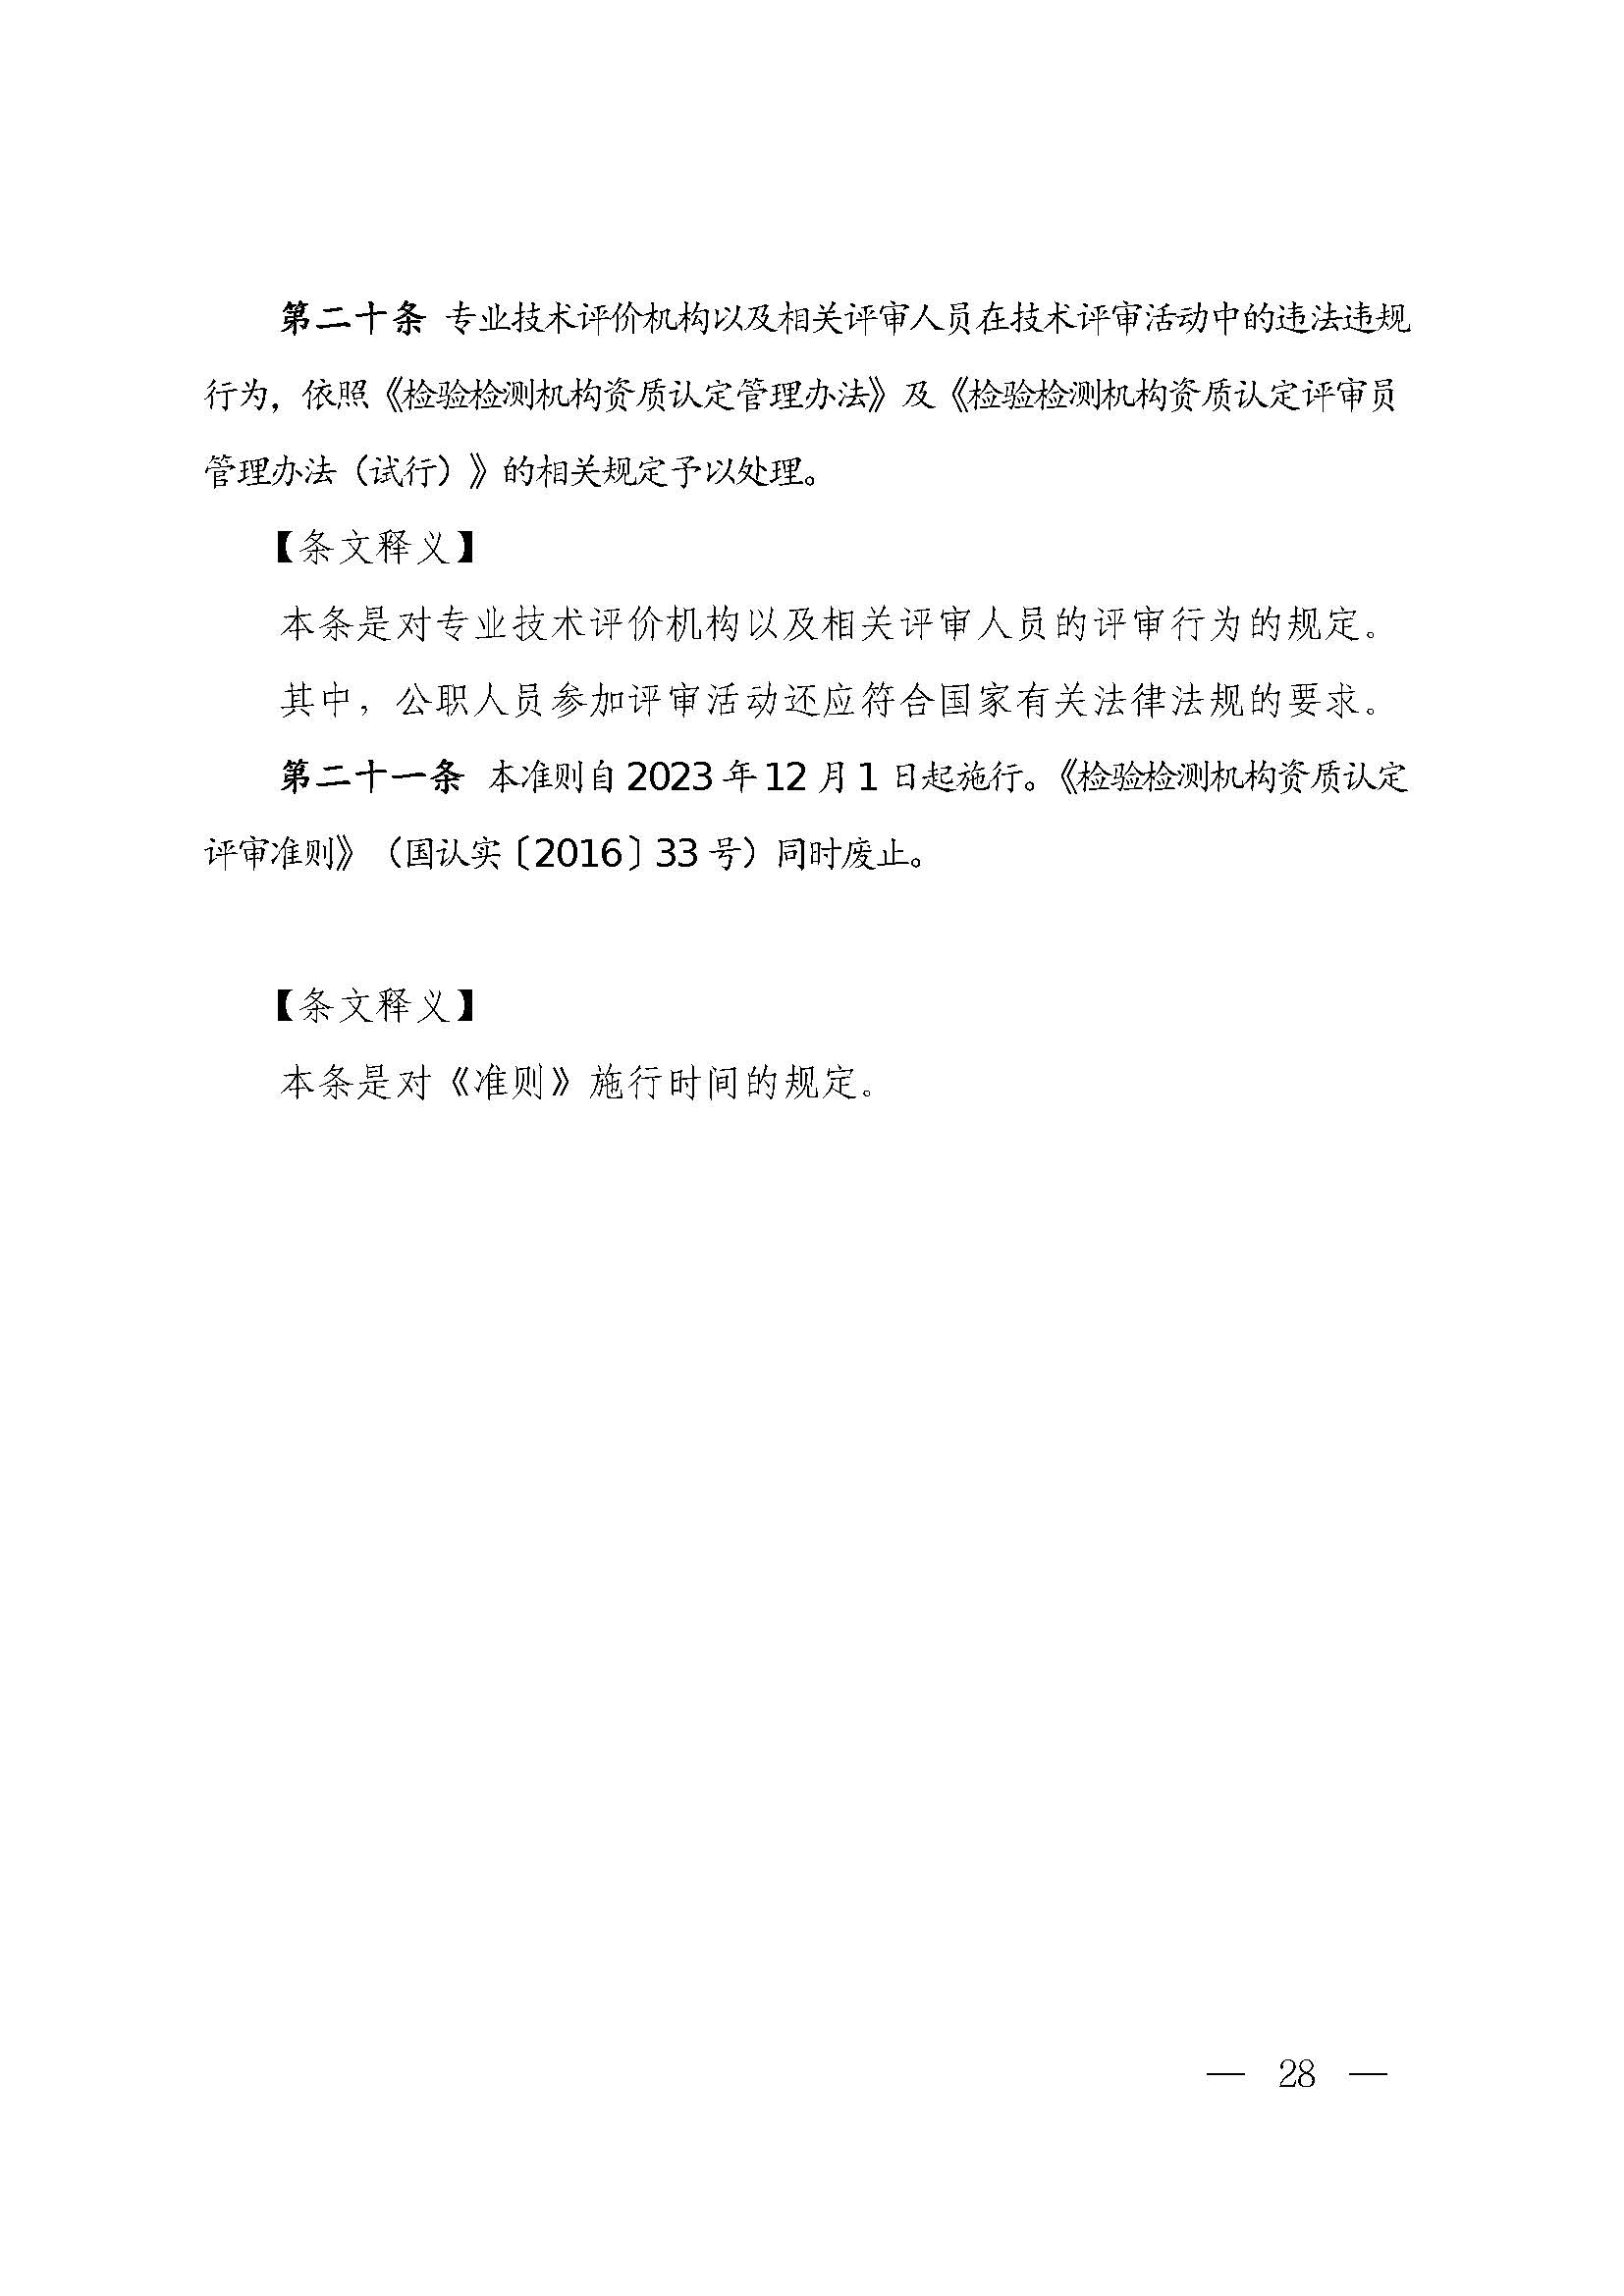 第二十条 专业技术评价机构以及相关评审人员在技术评审活动中的违法违规
行为，依照《检验检测机构资质认定管理办法》及《检验检测机构资质认定评审员
管理办法（试行）》的相关规定予以处理。
【条文释义】
本条是对专业技术评价机构以及相关评审人员的评审行为的规定。
其中，公职人员参加评审活动还应符合国家有关法律法规的要求。
第二十一条 本准则自 2023 年 12 月 1 日起施行。《检验检测机构资质认定
评审准则》（国认实〔2016〕33 号）同时废止。
【条文释义】
本条是对《准则》施行时间的规定。
— 28 —